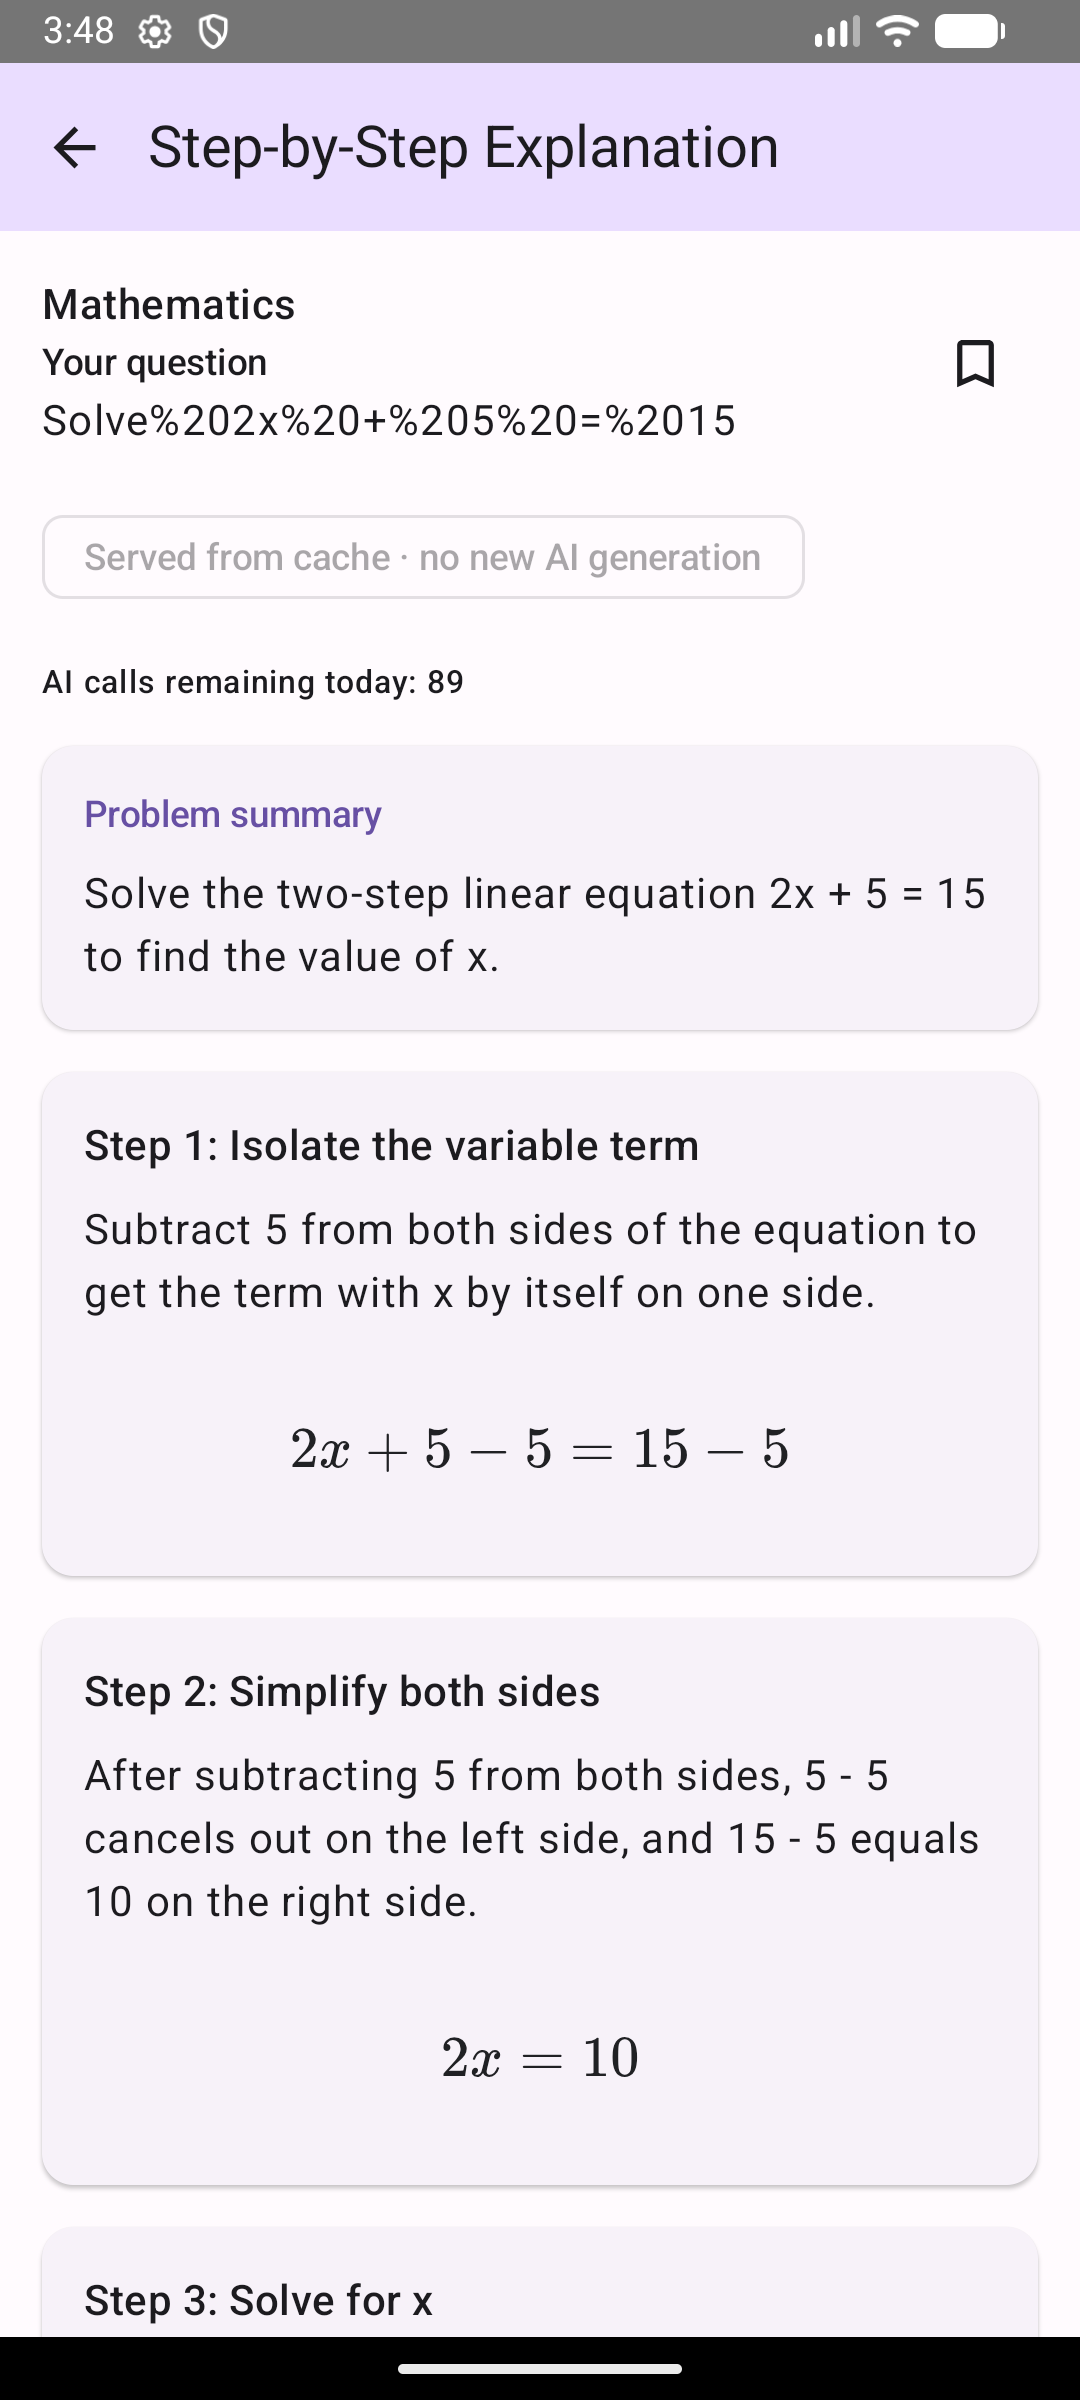 3:48
Step-by-Step Explanation
Mathematics
Your question
Solve%202x%20+%205%20=%2015
Served from cache · no new AI generation
AI calls remaining today: 89
Problem summary
Solve the two-step linear equation 2x + 5 = 15
to find the value of x.
Step 1: Isolate the variable term
Subtract 5 from both sides of the equation to
get the term with x by itself on one side.
2x + 5 − 5 = 15 − 5
Step 2: Simplify both sides
After subtracting 5 from both sides, 5 - 5
cancels out on the left side, and 15 - 5 equals
10 on the right side.
2x = 10
Step 3: Solve for x